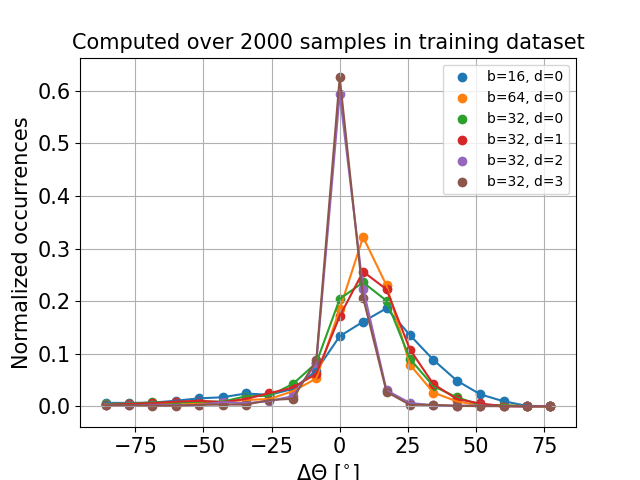 Computed over 2000 samples in training dataset
b=16, d=0
b=64, d=0
b=32, d=0
b=32, d=1
b=32, d=2
b=32, d=3
Normalized occurrences
0.6
0.5
0.4
0.3
0.2
0.1
0.0
−75 −50 −25 0 25 50 75
ΔΘ [°]